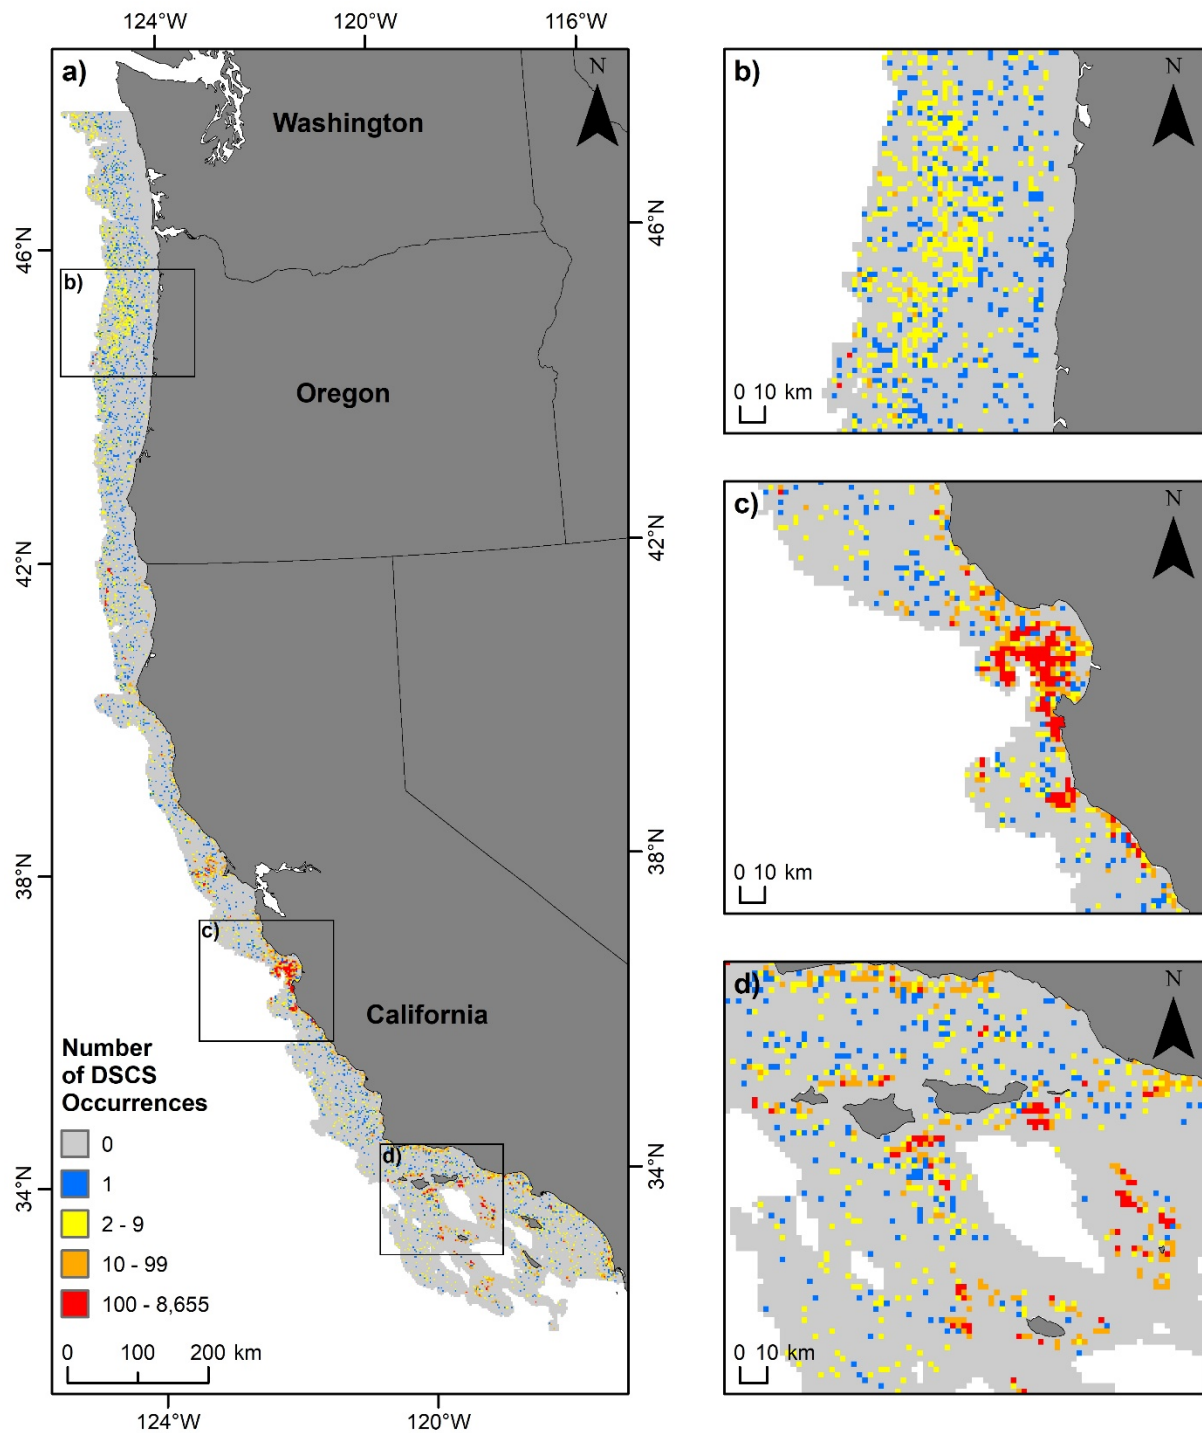 124°W
120°W
116°W
a)
N
Washington
46°N
46°N
b)
Oregon
42°N
42°N
38°N
38°N
c)
California
Number
of DSCS
Occurrences
0
1
2 - 9
10 - 99
100 - 8,655
0 100 200 km
34°N
34°N
d)
124°W
120°W
b)
N
0 10 km
c)
N
0 10 km
d)
N
0 10 km